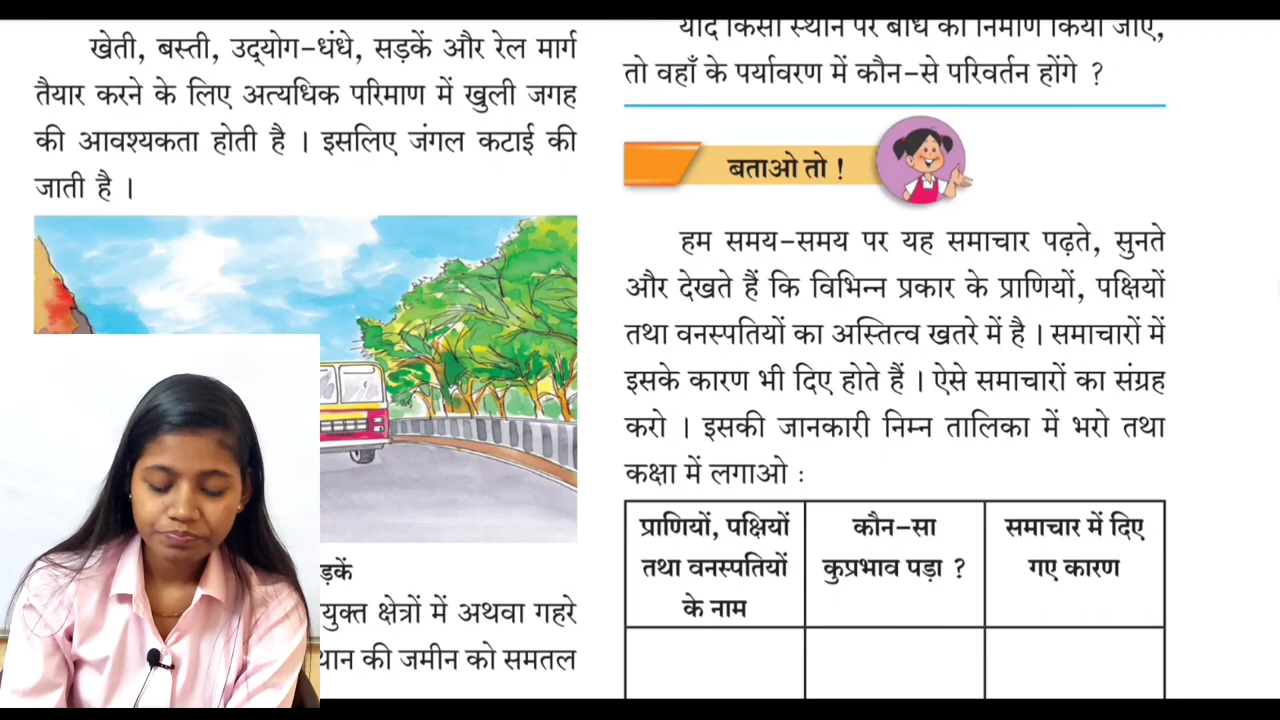 खेती, बस्ती, उद्योग-धंधे, सड़कें और रेल मार्ग
तैयार करने के लिए अत्यधिक परिमाण में खुली जगह
की आवश्यकता होती है । इसलिए जंगल कटाई की
जाती है ।
ड़कें
युक्त क्षेत्रों में अथवा गहरे
थान की जमीन को समतल
यदि किसी स्थान पर बाँध का निर्माण किया जाए,
तो वहाँ के पर्यावरण में कौन-से परिवर्तन होंगे ?
बताओ तो !
हम समय-समय पर यह समाचार पढ़ते, सुनते
और देखते हैं कि विभिन्न प्रकार के प्राणियों, पक्षियों
तथा वनस्पतियों का अस्तित्व खतरे में है । समाचारों में
इसके कारण भी दिए होते हैं । ऐसे समाचारों का संग्रह
करो । इसकी जानकारी निम्न तालिका में भरो तथा
कक्षा में लगाओ :
प्राणियों, पक्षियों
तथा वनस्पतियों
के नाम
कौन-सा
कुप्रभाव पड़ा ?
समाचार में दिए
गए कारण